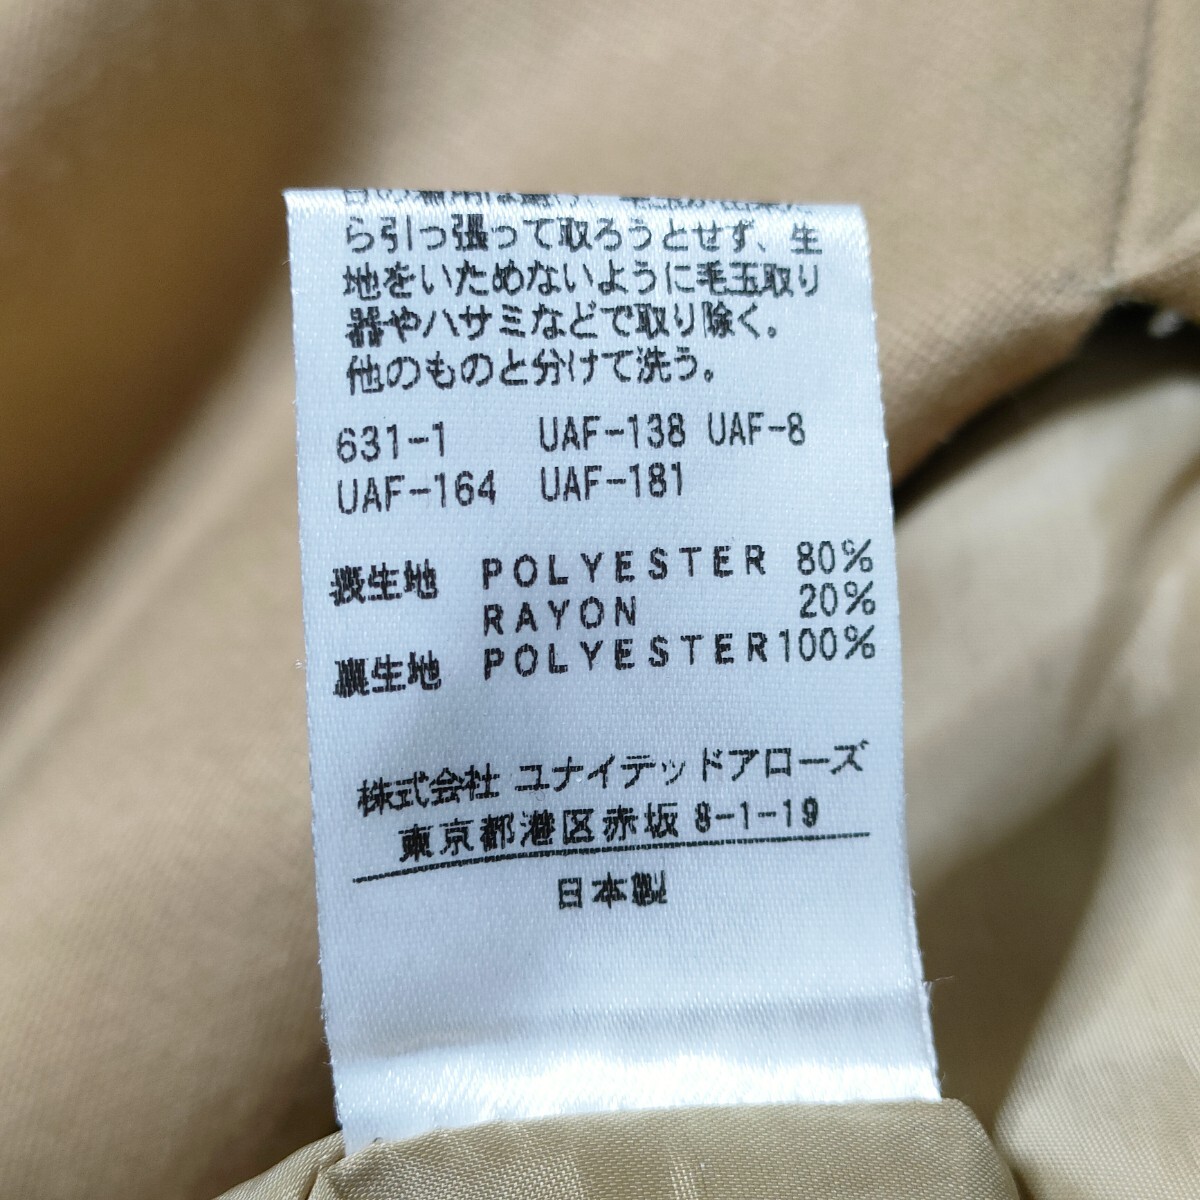 ら引っ張って取ろうとせず、生
地をいためないように毛玉取り
器やハサミなどで取り除く。
他のものと分けて洗う。
631-1 UAF-138 UAF-8
UAF-164 UAF-181
表生地 POLYESTER 80%
RAYON 20%
裏生地 POLYESTER 100%
株式会社 ユナイテッドアローズ
東京都港区赤坂 8-1-19
日本製